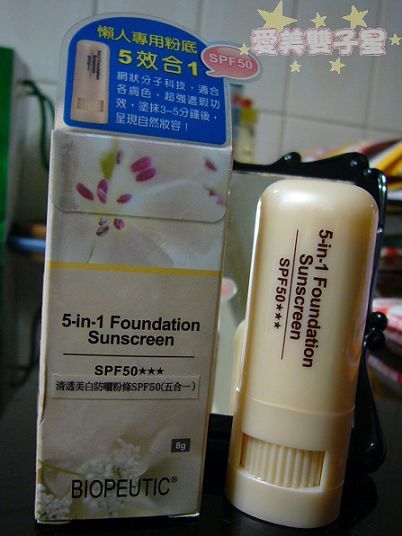 愛美雙子星
懶人專用粉底
5效合1
SPF50
網狀分子科技，適合
各膚色，超強遮瑕功
效，塗抹3~5分鐘後，
呈現自然妝容！
5-in-1 Foundation
Sunscreen
SPF50★★★
清透美白防曬粉條SPF50(五合一)
8g
BIOPEUTIC®
5-in-1 Foundation
Sunscreen
SPF50★★★